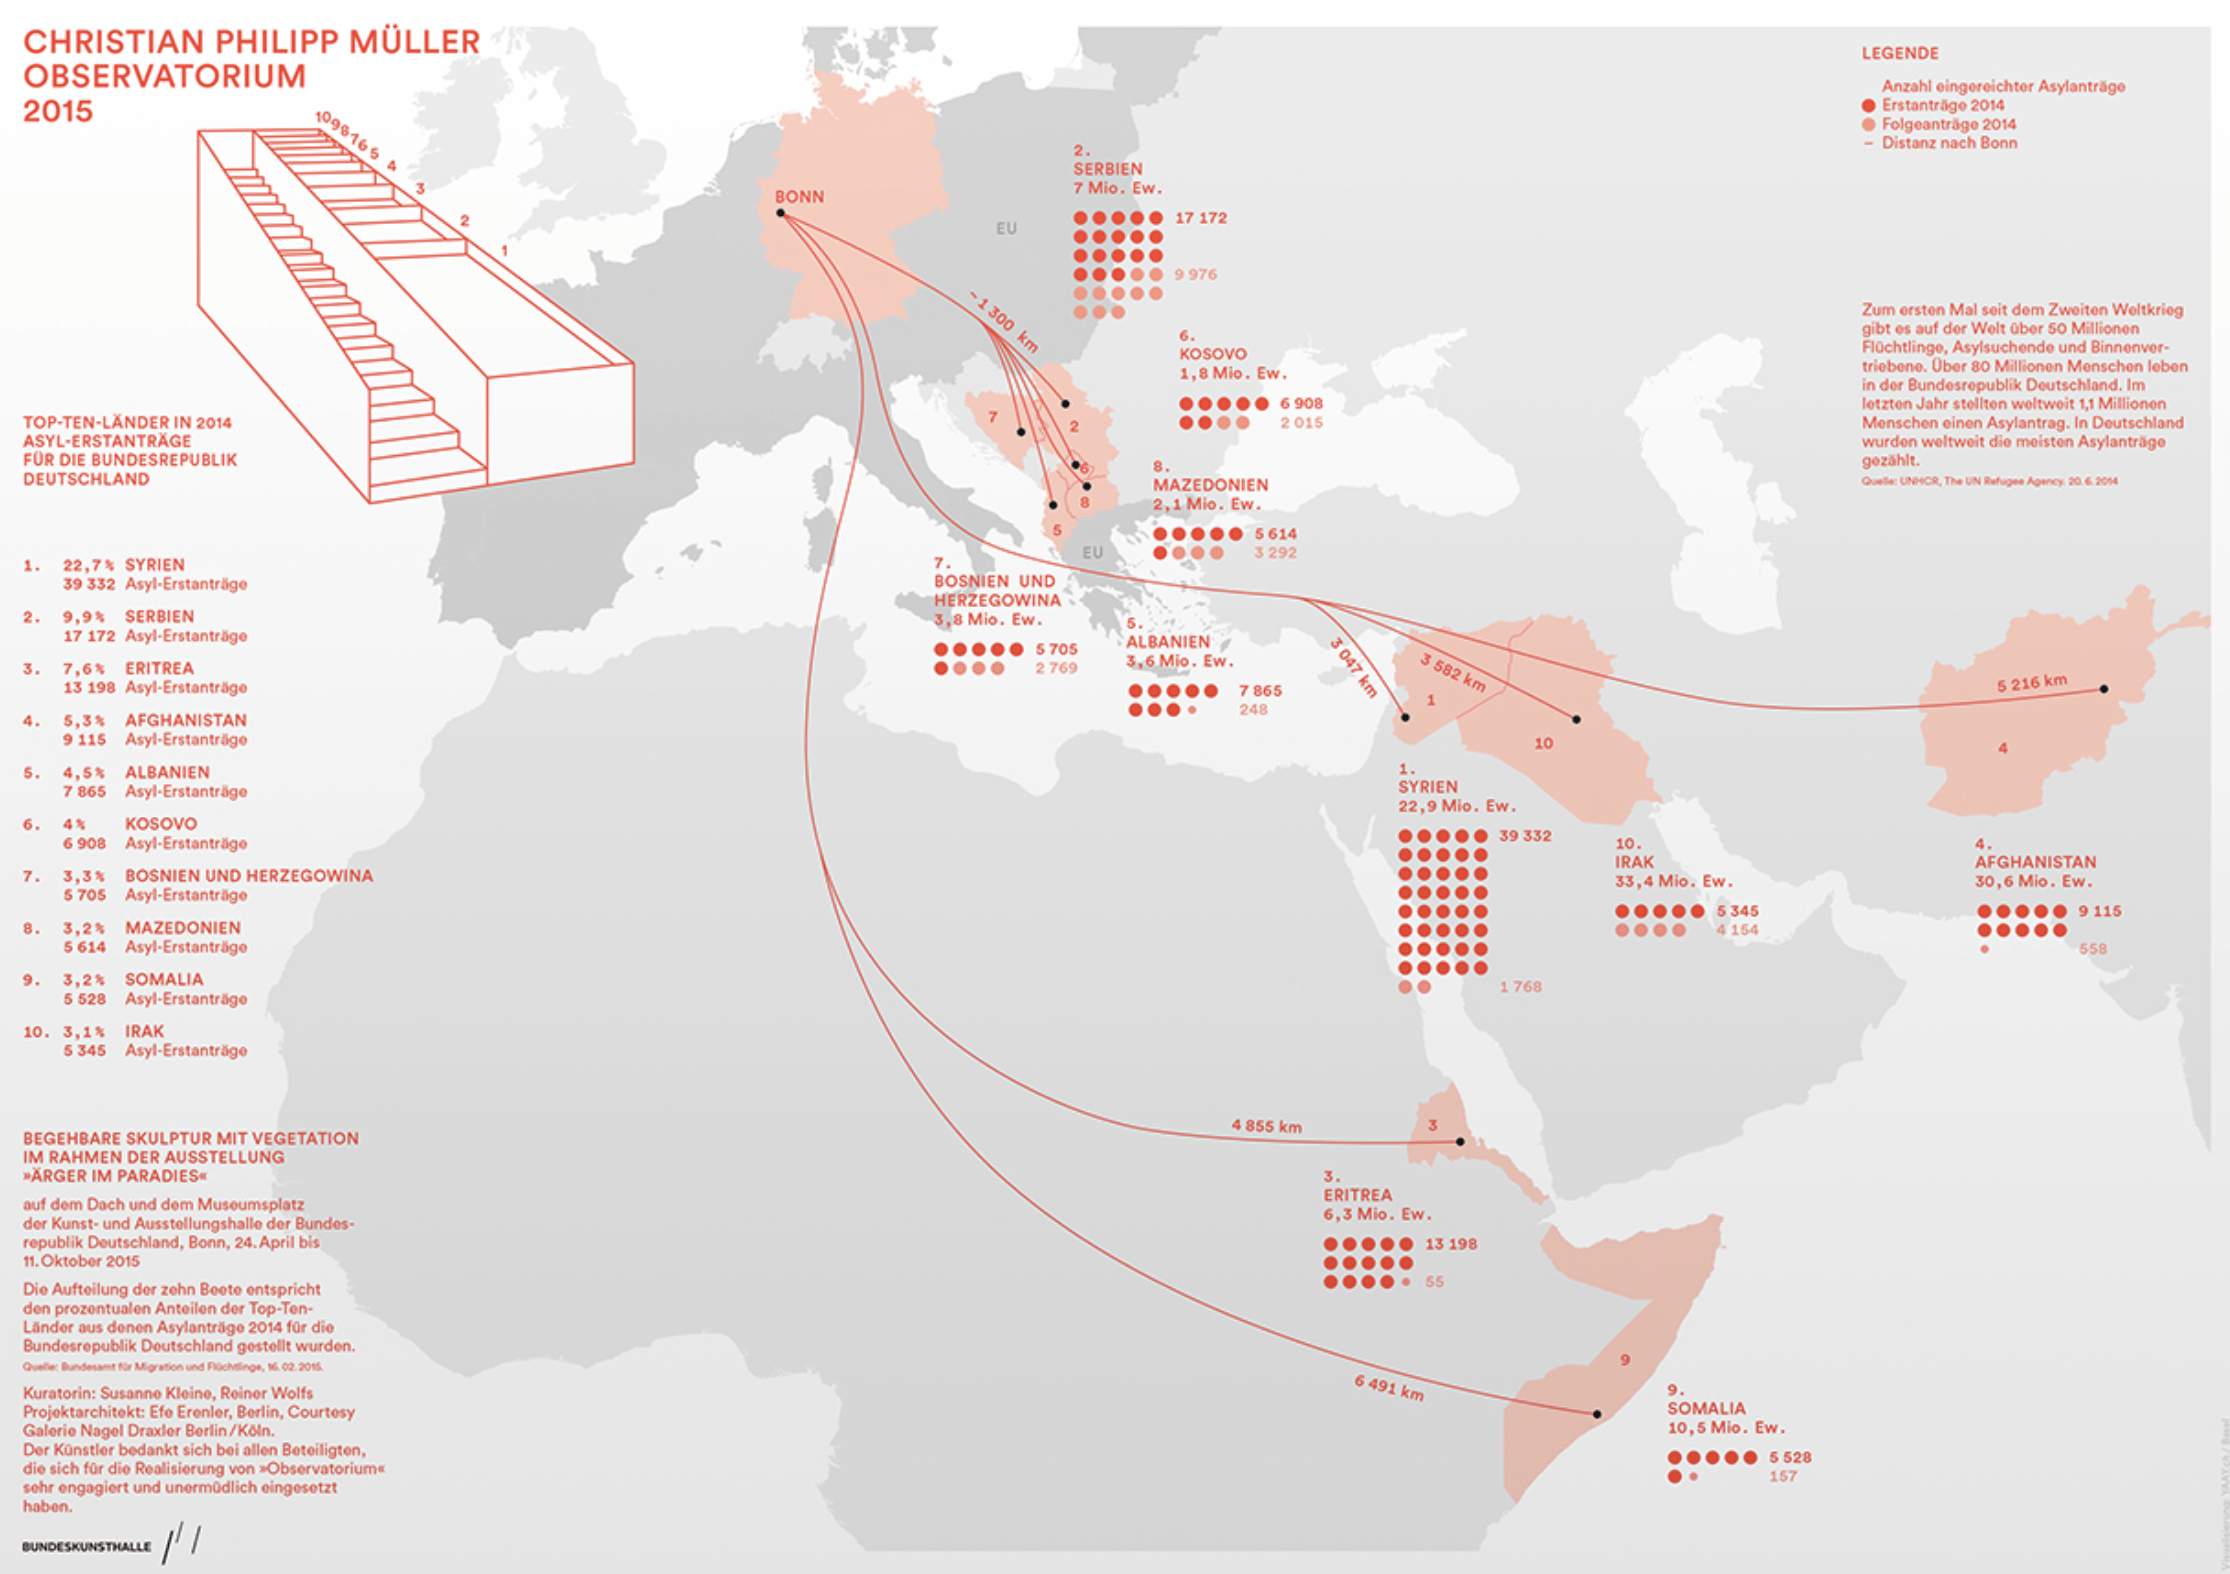 CHRISTIAN PHILIPP MÜLLER
OBSERVATORIUM
2015
10
9
8
7
6
5
4
3
2
1
TOP-TEN-LÄNDER IN 2014
ASYL-ERSTANTRÄGE
FÜR DIE BUNDESREPUBLIK
DEUTSCHLAND
1. 22,7% SYRIEN
39 332 Asyl-Erstanträge
2. 9,9% SERBIEN
17 172 Asyl-Erstanträge
3. 7,6% ERITREA
13 198 Asyl-Erstanträge
4. 5,3% AFGHANISTAN
9 115 Asyl-Erstanträge
5. 4,5% ALBANIEN
7 865 Asyl-Erstanträge
6. 4% KOSOVO
6 908 Asyl-Erstanträge
7. 3,3% BOSNIEN UND HERZEGOWINA
5 705 Asyl-Erstanträge
8. 3,2% MAZEDONIEN
5 614 Asyl-Erstanträge
9. 3,2% SOMALIA
5 528 Asyl-Erstanträge
10. 3,1% IRAK
5 345 Asyl-Erstanträge
BEGEHBARE SKULPTUR MIT VEGETATION
IM RAHMEN DER AUSSTELLUNG
»ÄRGER IM PARADIES«
auf dem Dach und dem Museumsplatz
der Kunst- und Ausstellungshalle der Bundes-
republik Deutschland, Bonn, 24. April bis
11. Oktober 2015
Die Aufteilung der zehn Beete entspricht
den prozentualen Anteilen der Top-Ten-
Länder aus denen Asylanträge 2014 für die
Bundesrepublik Deutschland gestellt wurden.
Quelle: Bundesamt für Migration und Flüchtlinge, 16. 02. 2015.
Kuratorin: Susanne Kleine, Reiner Wolfs
Projektarchitekt: Efe Erenler, Berlin, Courtesy
Galerie Nagel Draxler Berlin/Köln.
Der Künstler bedankt sich bei allen Beteiligten,
die sich für die Realisierung von »Observatorium«
sehr engagiert und unermüdlich eingesetzt
haben.
BUNDESKUNSTHALLE
BONN
EU
~1 300 km
2.
SERBIEN
7 Mio. Ew.
17 172
9 976
6.
KOSOVO
1,8 Mio. Ew.
6 908
2 015
8.
MAZEDONIEN
2,1 Mio. Ew.
5 614
3 292
7
2
6
8
5
EU
7.
BOSNIEN UND
HERZEGOWINA
3,8 Mio. Ew.
5 705
2 769
5.
ALBANIEN
3,6 Mio. Ew.
7 865
248
3 047 km
3 582 km
5 216 km
1
10
4
1.
SYRIEN
22,9 Mio. Ew.
39 332
1 768
10.
IRAK
33,4 Mio. Ew.
5 345
4 154
4.
AFGHANISTAN
30,6 Mio. Ew.
9 115
558
4 855 km
3
3.
ERITREA
6,3 Mio. Ew.
13 198
55
6 491 km
9
9.
SOMALIA
10,5 Mio. Ew.
5 528
157
LEGENDE
Anzahl eingereichter Asylanträge
Erstanträge 2014
Folgeanträge 2014
– Distanz nach Bonn
Zum ersten Mal seit dem Zweiten Weltkrieg
gibt es auf der Welt über 50 Millionen
Flüchtlinge, Asylsuchende und Binnenver-
triebene. Über 80 Millionen Menschen leben
in der Bundesrepublik Deutschland. Im
letzten Jahr stellten weltweit 1,1 Millionen
Menschen einen Asylantrag. In Deutschland
wurden weltweit die meisten Asylanträge
gezählt.
Quelle: UNHCR, The UN Refugee Agency. 20. 6. 2014
Visualisierung: YAAY.ch / Basel